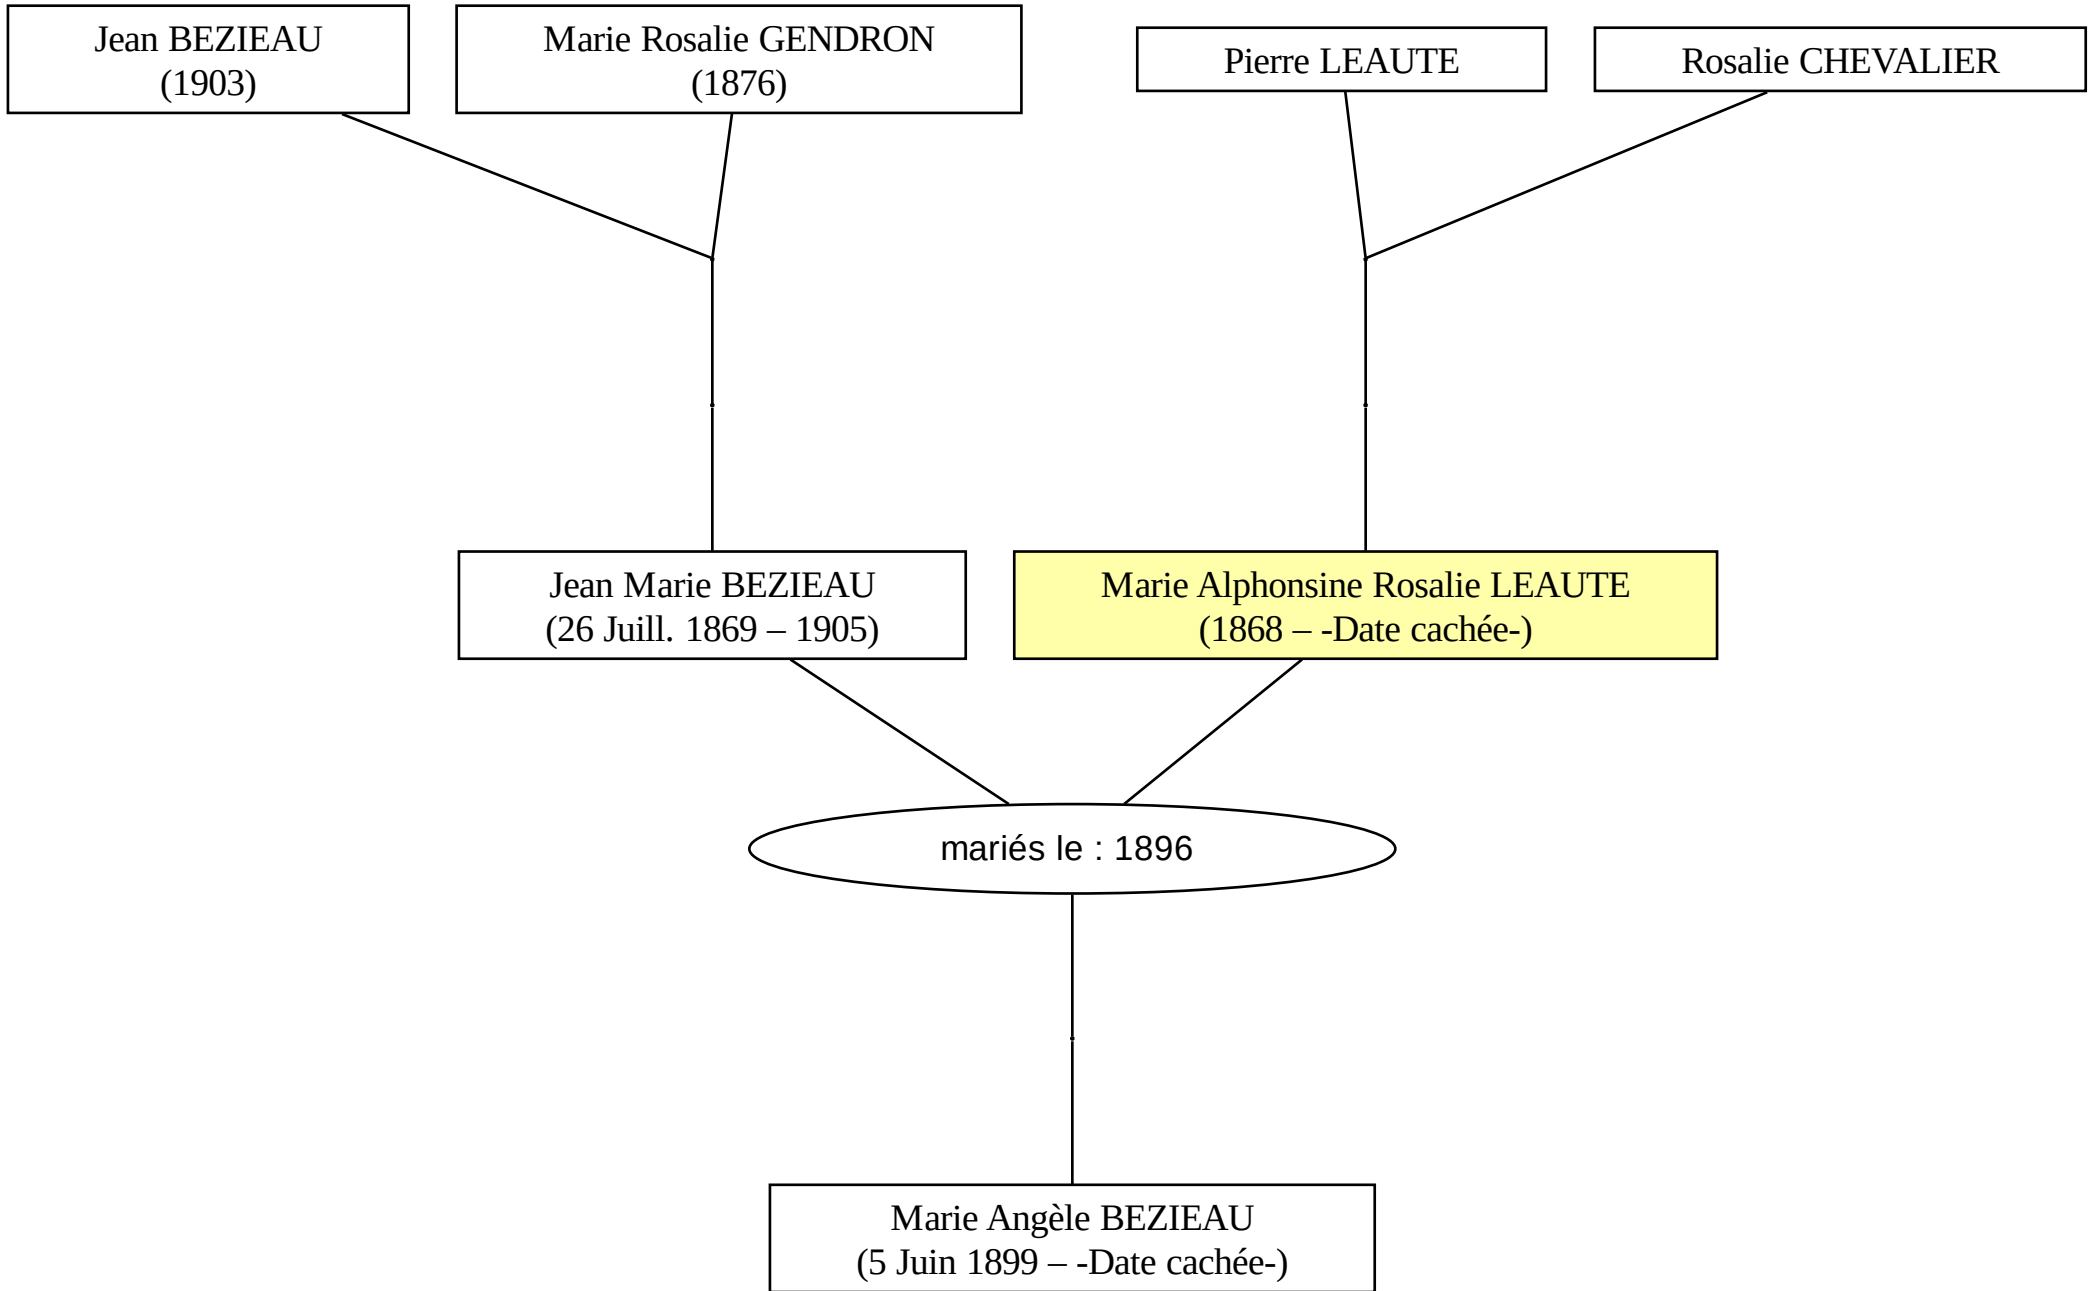 Jean BEZIEAU
(1903)
Marie Rosalie GENDRON
(1876)
Pierre LEAUTE
Rosalie CHEVALIER
Jean Marie BEZIEAU
(26 Juill. 1869 – 1905)
Marie Alphonsine Rosalie LEAUTE
(1868 – -Date cachée-)
mariés le : 1896
Marie Angèle BEZIEAU
(5 Juin 1899 – -Date cachée-)